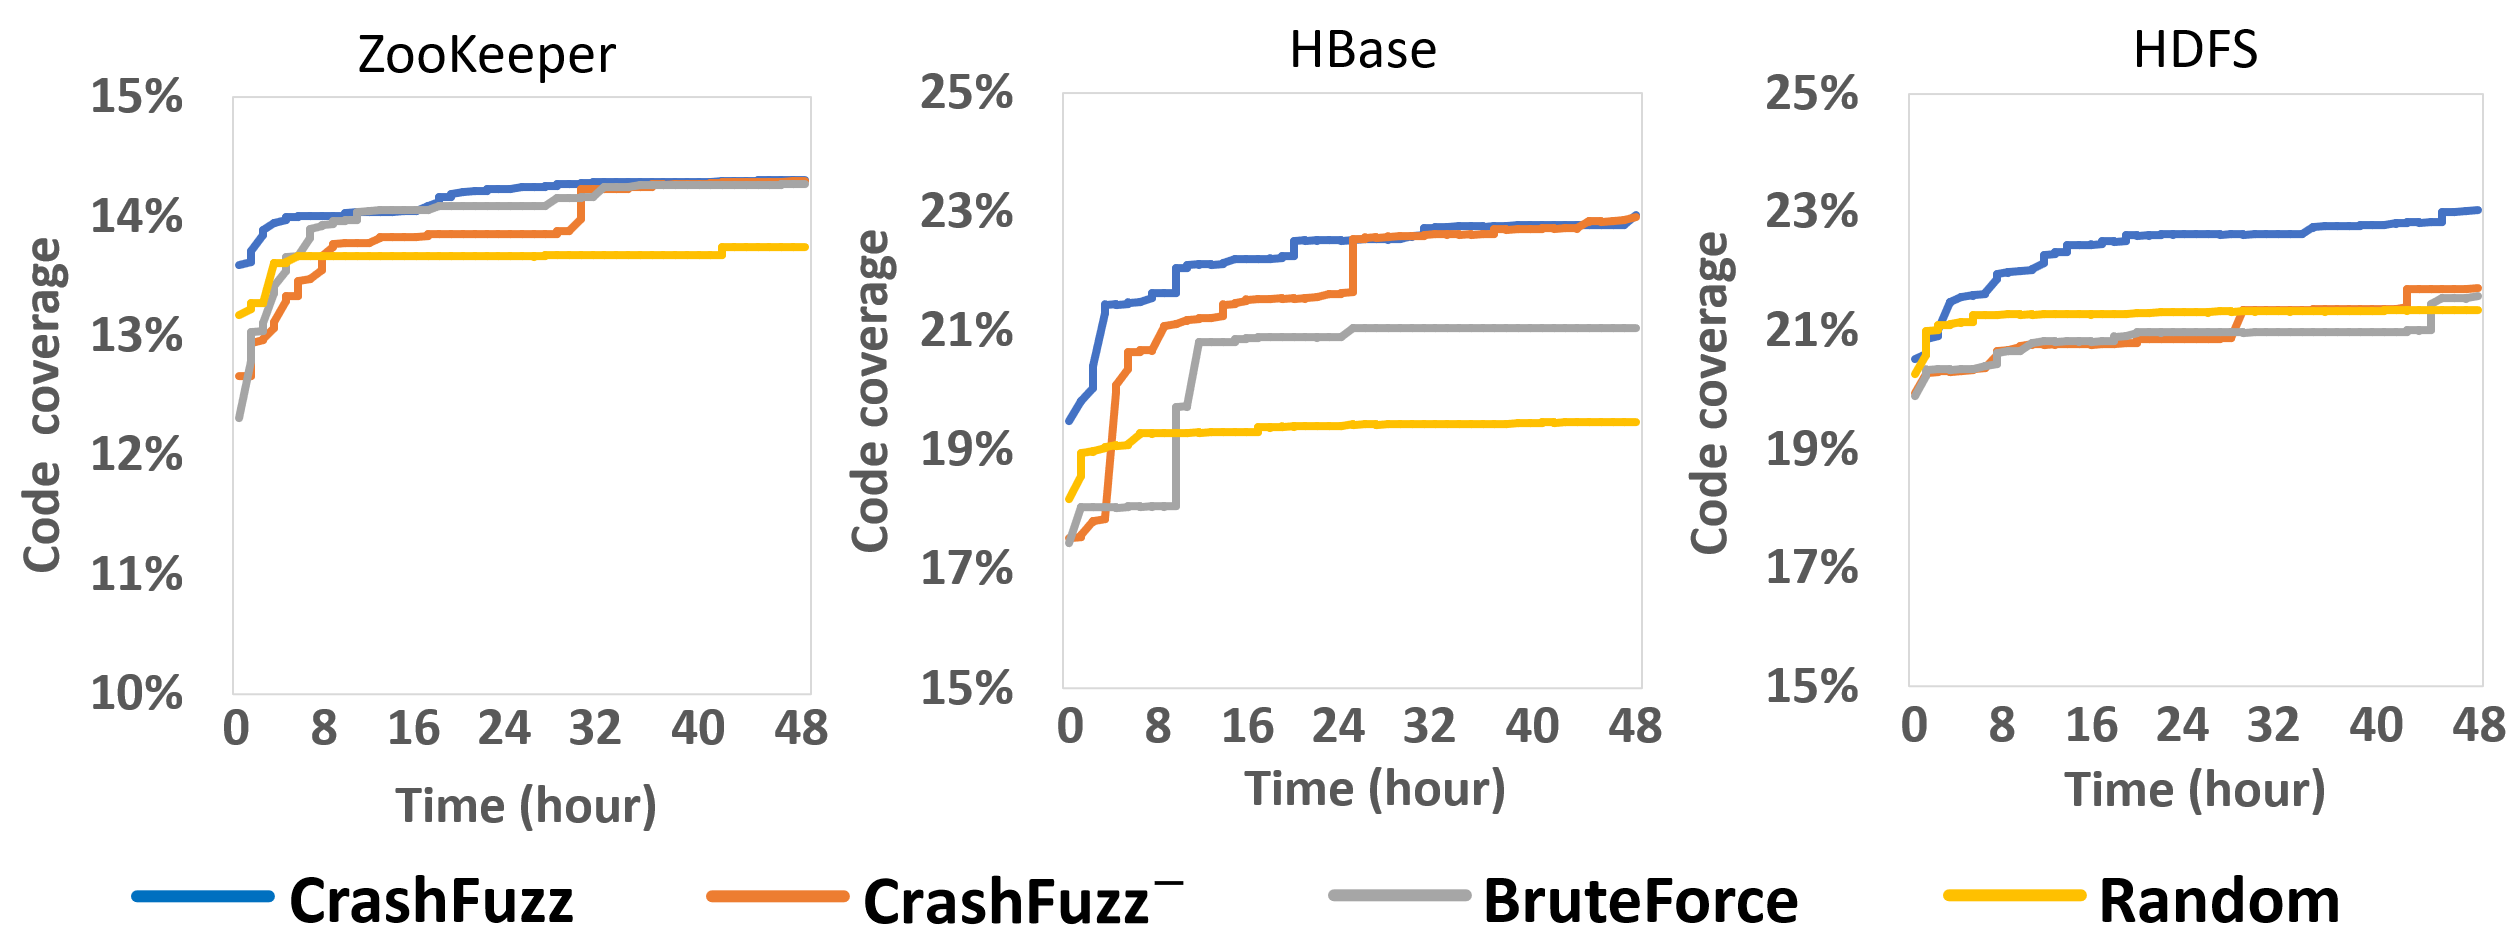 ZooKeeper
15%
14%
13%
12%
11%
10%
Code coverage
0 8 16 24 32 40 48
Time (hour)
HBase
25%
23%
21%
19%
17%
15%
Code coverage
0 8 16 24 32 40 48
Time (hour)
HDFS
25%
23%
21%
19%
17%
15%
Code coverage
0 8 16 24 32 40 48
Time (hour)
CrashFuzz CrashFuzz⁻ BruteForce Random